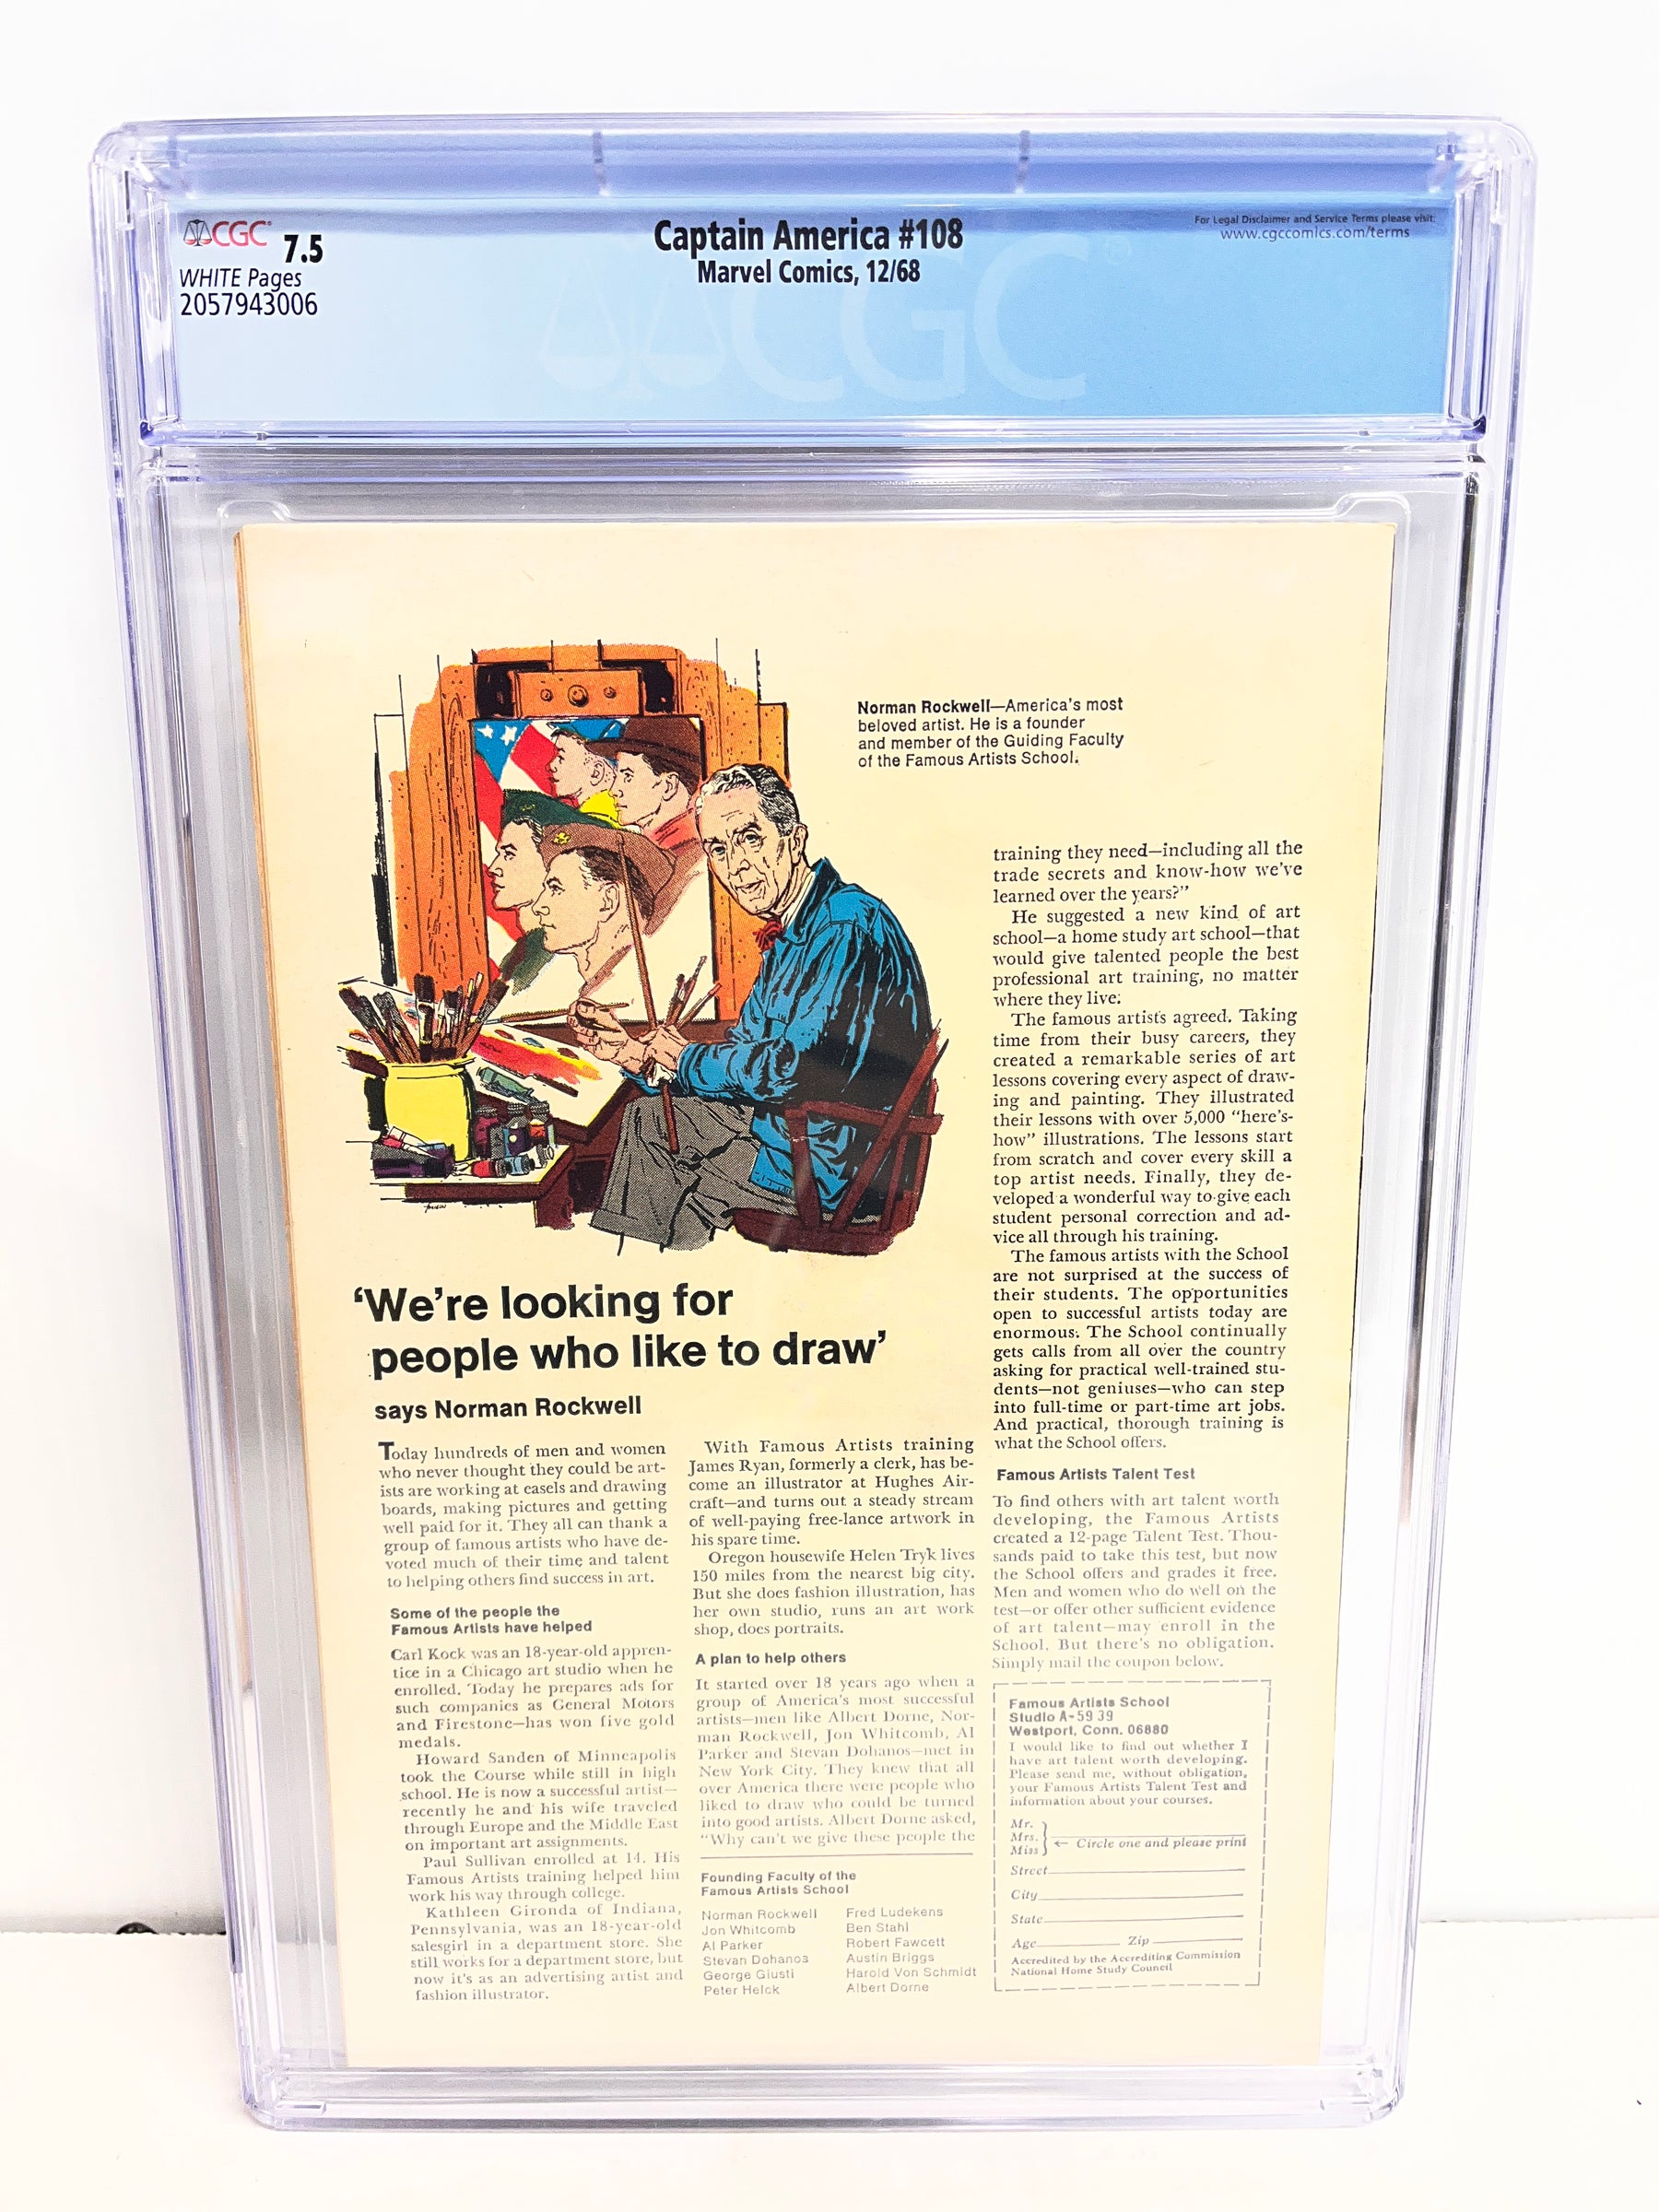 CGC 7.5
WHITE Pages
2057943006
Captain America #108
Marvel Comics, 12/68
For Legal Disclaimer and Service Terms please visit:
www.cgccomics.com/terms
CGC
Norman Rockwell—America's most
beloved artist. He is a founder
and member of the Guiding Faculty
of the Famous Artists School.
'We're looking for
people who like to draw'
says Norman Rockwell
Today hundreds of men and women
who never thought they could be art-
ists are working at easels and drawing
boards, making pictures and getting
well paid for it. They all can thank a
group of famous artists who have de-
voted much of their time and talent
to helping others find success in art.
Some of the people the
Famous Artists have helped
Carl Kock was an 18-year-old appren-
tice in a Chicago art studio when he
enrolled. Today he prepares ads for
such companies as General Motors
and Firestone—has won five gold
medals.
Howard Sanden of Minneapolis
took the Course while still in high
school. He is now a successful artist—
recently he and his wife traveled
through Europe and the Middle East
on important art assignments.
Paul Sullivan enrolled at 14. His
Famous Artists training helped him
work his way through college.
Kathleen Gironda of Indiana,
Pennsylvania, was an 18-year-old
salesgirl in a department store. She
still works for a department store, but
now it's as an advertising artist and
fashion illustrator.
With Famous Artists training
James Ryan, formerly a clerk, has be-
come an illustrator at Hughes Air-
craft—and turns out a steady stream
of well-paying free-lance artwork in
his spare time.
Oregon housewife Helen Tryk lives
150 miles from the nearest big city.
But she does fashion illustration, has
her own studio, runs an art work
shop, does portraits.
A plan to help others
It started over 18 years ago when a
group of America's most successful
artists—men like Albert Dorne, Nor-
man Rockwell, Jon Whitcomb, Al
Parker and Stevan Dohanos—met in
New York City. They knew that all
over America there were people who
liked to draw who could be turned
into good artists. Albert Dorne asked,
"Why can't we give these people the
Founding Faculty of the
Famous Artists School
Norman Rockwell
Jon Whitcomb
Al Parker
Stevan Dohanos
George Giusti
Peter Helck
Fred Ludekens
Ben Stahl
Robert Fawcett
Austin Briggs
Harold Von Schmidt
Albert Dorne
training they need—including all the
trade secrets and know-how we've
learned over the years?"
He suggested a new kind of art
school—a home study art school—that
would give talented people the best
professional art training, no matter
where they live.
The famous artists agreed. Taking
time from their busy careers, they
created a remarkable series of art
lessons covering every aspect of draw-
ing and painting. They illustrated
their lessons with over 5,000 "here's-
how" illustrations. The lessons start
from scratch and cover every skill a
top artist needs. Finally, they de-
veloped a wonderful way to give each
student personal correction and ad-
vice all through his training.
The famous artists with the School
are not surprised at the success of
their students. The opportunities
open to successful artists today are
enormous. The School continually
gets calls from all over the country
asking for practical well-trained stu-
dents—not geniuses—who can step
into full-time or part-time art jobs.
And practical, thorough training is
what the School offers.
Famous Artists Talent Test
To find others with art talent worth
developing, the Famous Artists
created a 12-page Talent Test. Thou-
sands paid to take this test, but now
the School offers and grades it free.
Men and women who do well on the
test—or offer other sufficient evidence
of art talent—may enroll in the
School. But there's no obligation.
Simply mail the coupon below.
Famous Artists School
Studio A-5939
Westport, Conn. 06880
I would like to find out whether I
have art talent worth developing.
Please send me, without obligation,
your Famous Artists Talent Test and
information about your courses.
Mr.
Mrs. ← Circle one and please print
Miss
Street
City
State
Age Zip
Accredited by the Accrediting Commission
National Home Study Council